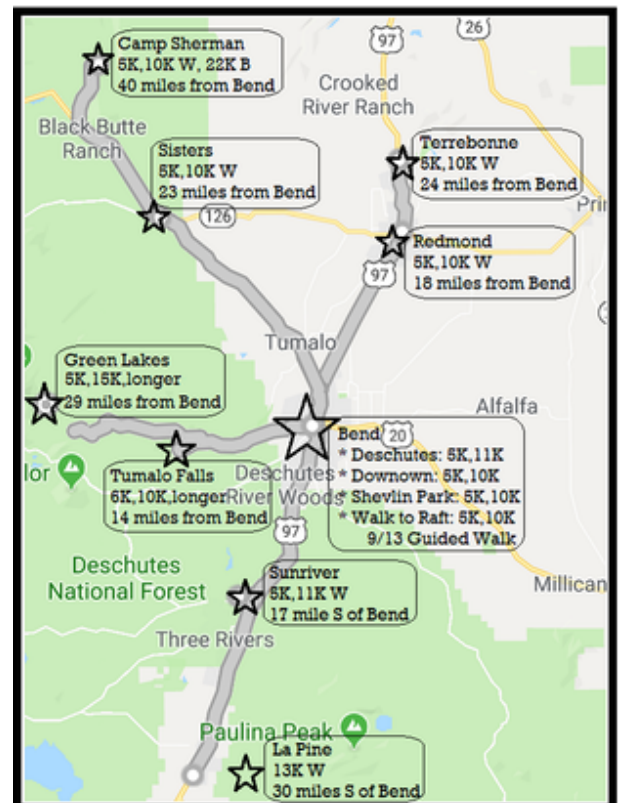 Camp Sherman
5K,10K W, 22K B
40 miles from Bend
97
26
Crooked
River Ranch
Black Butte
Ranch
Sisters
5K,10K W
23 miles from Bend
Terrebonne
5K,10K W
24 miles from Bend
126
Prin
Redmond
5K,10K W
18 miles from Bend
97
Tumalo
Green Lakes
5K,15K,longer
29 miles from Bend
Alfalfa
Bend
20
* Deschutes: 5K,11K
* Downown: 5K,10K
* Shevlin Park: 5K,10K
* Walk to Raft: 5K,10K
9/13 Guided Walk
lor
Tumalo Falls
6K,10K,longer
14 miles from Bend
Deschutes
River Woods
97
Deschutes
National Forest
Sunriver
5K,11K W
17 mile S of Bend
Millican
Three Rivers
Paulina Peak
La Pine
13K W
30 miles S of Bend